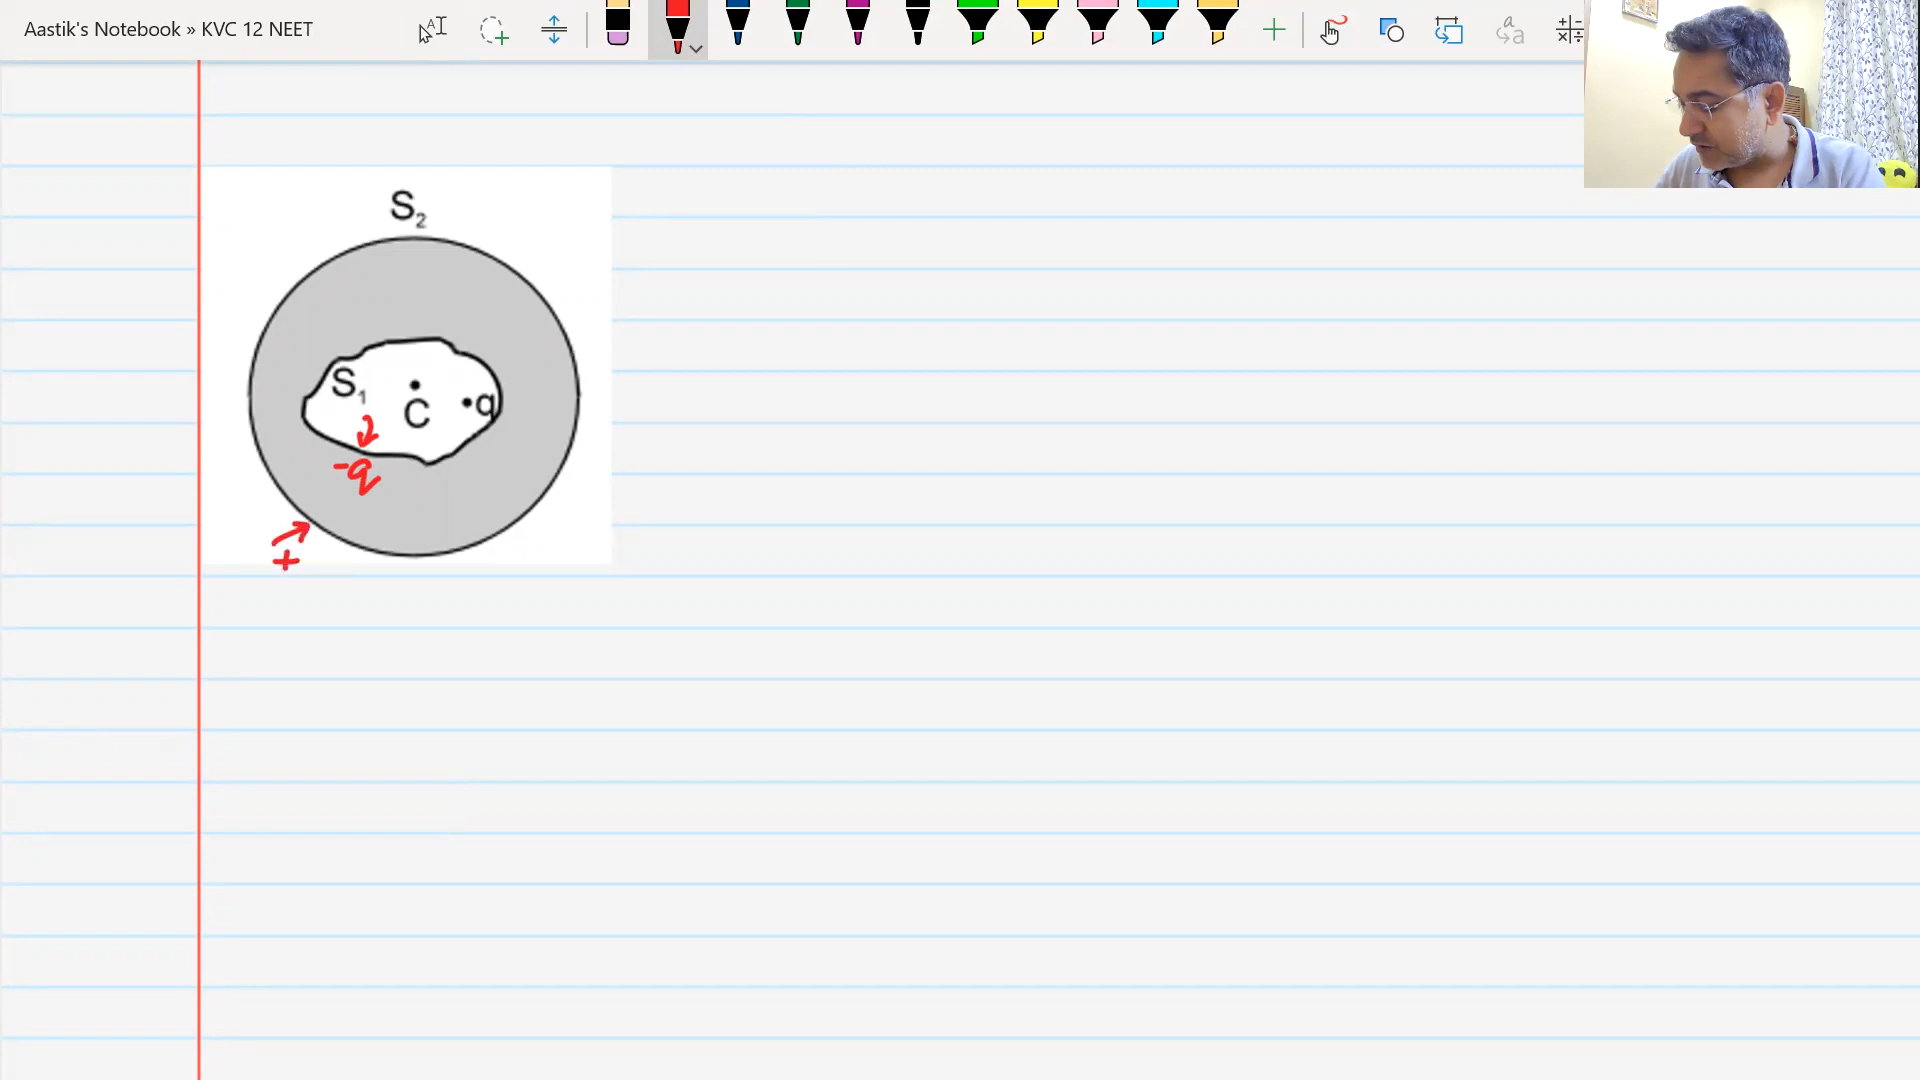 Aastik's Notebook » KVC 12 NEET
S₂
S₁
C
•q
-q
+